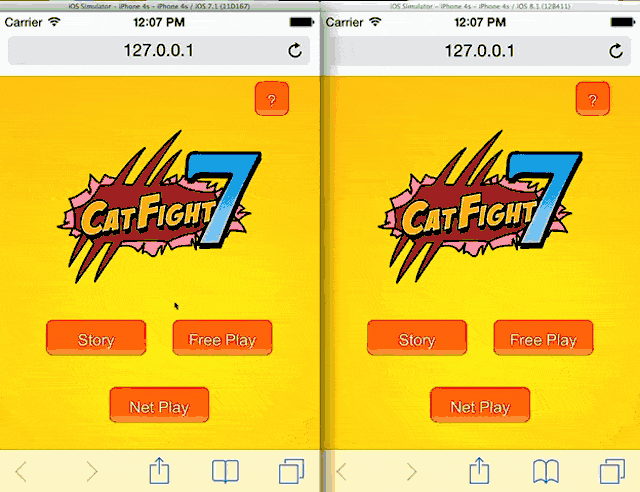 iOS Simulator - iPhone 4s - iPhone 4s / iOS 7.1 (11D167)
Carrier 12:07 PM
127.0.0.1
?
CATFIGHT 7
Story Free Play
Net Play
iOS Simulator - iPhone 4s - iPhone 4s / iOS 8.1 (12B411)
Carrier 12:07 PM
127.0.0.1
?
CATFIGHT 7
Story Free Play
Net Play